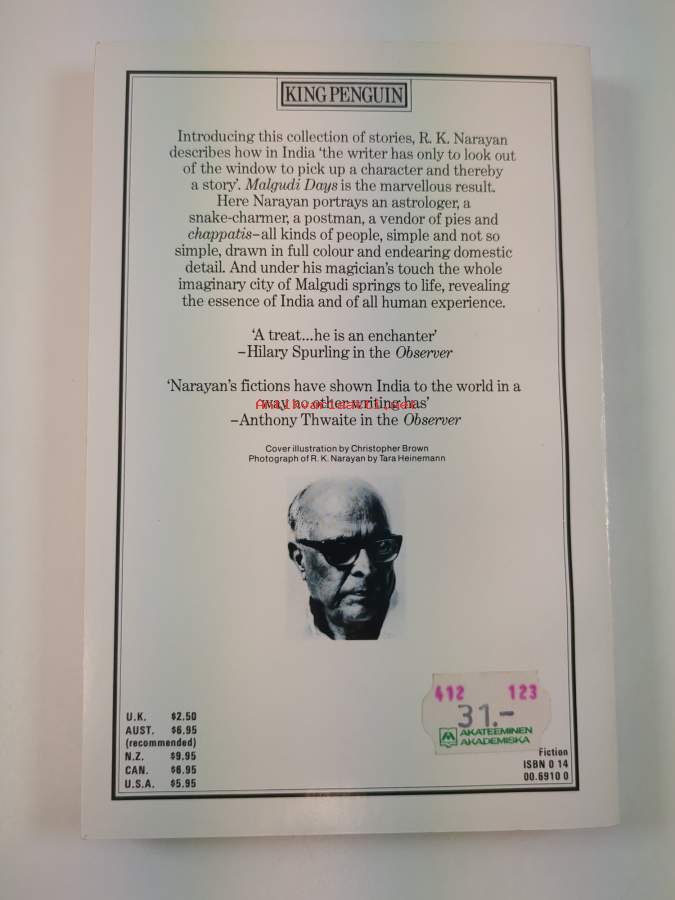 KING PENGUIN
Introducing this collection of stories, R. K. Narayan
describes how in India ‘the writer has only to look out
of the window to pick up a character and thereby
a story’. Malgudi Days is the marvellous result.
Here Narayan portrays an astrologer, a
snake-charmer, a postman, a vendor of pies and
chappatis–all kinds of people, simple and not so
simple, drawn in full colour and endearing domestic
detail. And under his magician’s touch the whole
imaginary city of Malgudi springs to life, revealing
the essence of India and of all human experience.
‘A treat...he is an enchanter’
–Hilary Spurling in the Observer
‘Narayan’s fictions have shown India to the world in a
way no other writing has’
–Anthony Thwaite in the Observer
Cover illustration by Christopher Brown
Photograph of R. K. Narayan by Tara Heinemann
412 123
31.-
AKATEEMINEN
AKADEMISKA
U.K. $2.50
AUST. $6.95
(recommended)
N.Z. $9.95
CAN. $6.95
U.S.A. $5.95
Fiction
ISBN 0 14
00.6910 0